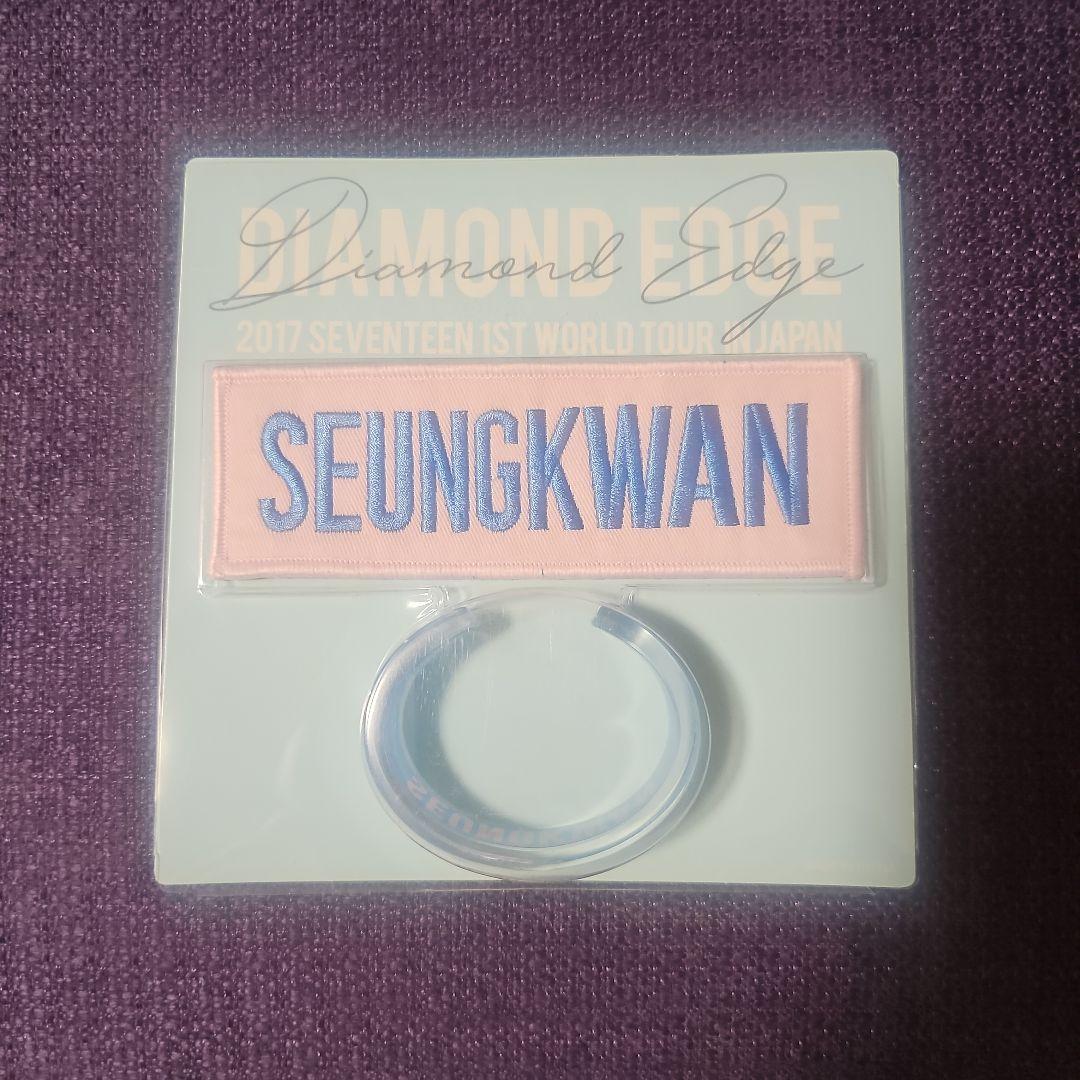 DIAMOND EDGE
Diamond Edge
2017 SEVENTEEN 1ST WORLD TOUR IN JAPAN
SEUNGKWAN